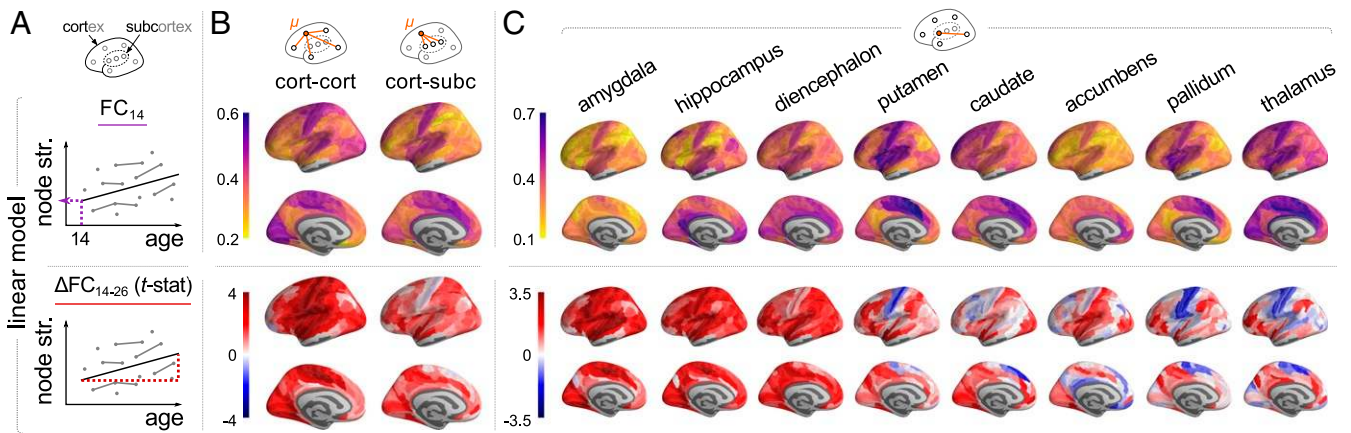 A
cortex
subcortex
linear model
FC14
node str.
14
age
ΔFC14-26 (t-stat)
node str.
age
B
μ
μ
cort-cort
cort-subc
0.6
0.4
0.2
4
0
-4
C
amygdala
hippocampus
diencephalon
putamen
caudate
accumbens
pallidum
thalamus
0.7
0.4
0.1
3.5
0
-3.5